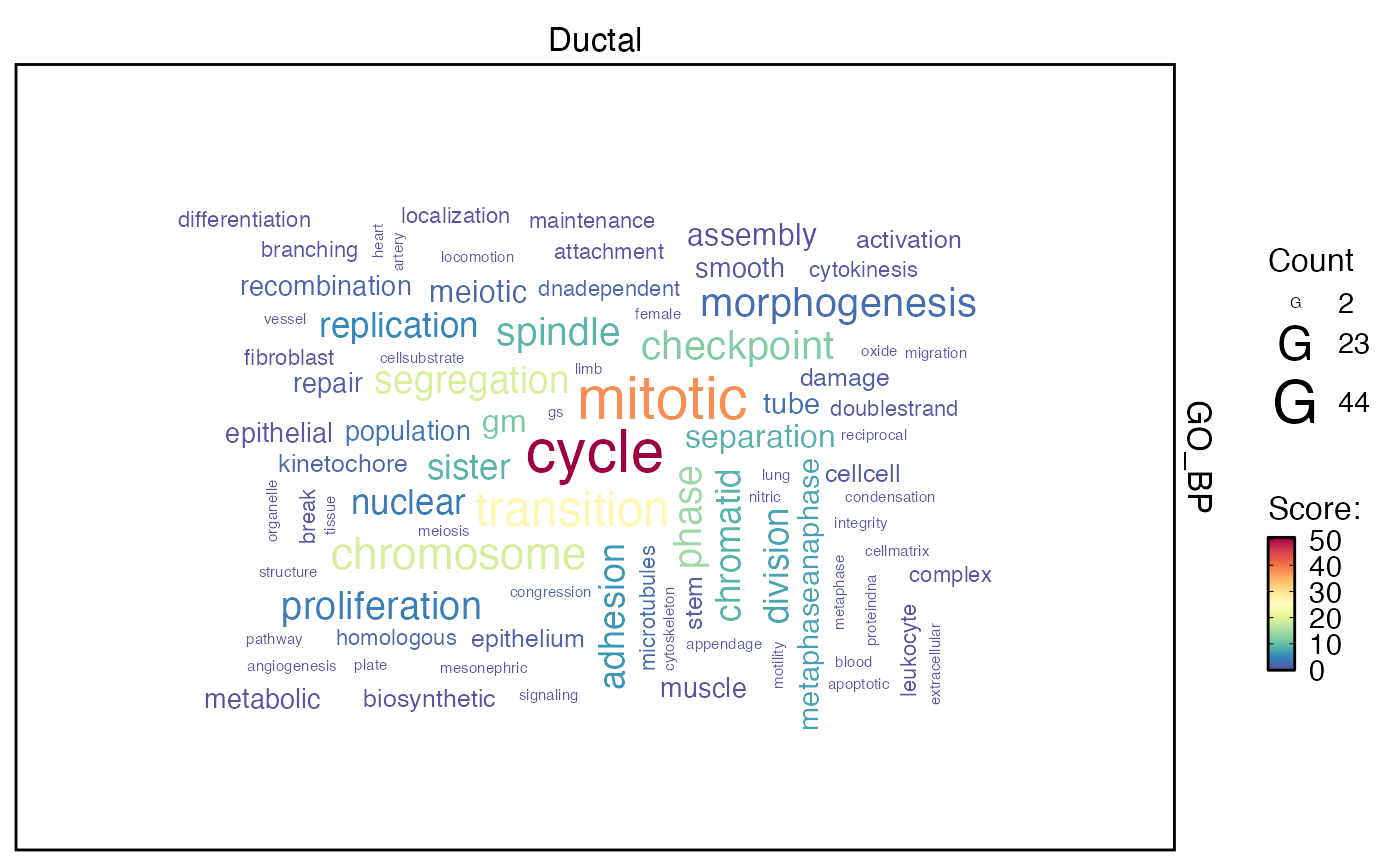 Ductal
differentiation
heart
localization
maintenance
assembly
activation
branching
artery
locomotion
attachment
smooth
cytokinesis
recombination
meiotic
dnadependent
morphogenesis
vessel
replication
spindle
female
checkpoint
oxide
migration
fibroblast
cellsubstrate
limb
repair
segregation
mitotic
damage
gs
tube
doublestrand
epithelial
population
gm
separation
reciprocal
kinetochore
sister
cycle
phase
chromatid
lung
metaphaseanaphase
cellcell
organelle
break
tissue
nuclear
transition
nitric
condensation
meiosis
division
integrity
chromosome
cellmatrix
structure
adhesion
microtubules
stem
metaphase
proteindna
complex
proliferation
congression
cytoskeleton
pathway
homologous
epithelium
appendage
motility
blood
leukocyte
extracellular
angiogenesis
plate
mesonephric
apoptotic
metabolic
biosynthetic
signaling
muscle
GO_BP
Count
G 2
G 23
G 44
Score:
50
40
30
20
10
0